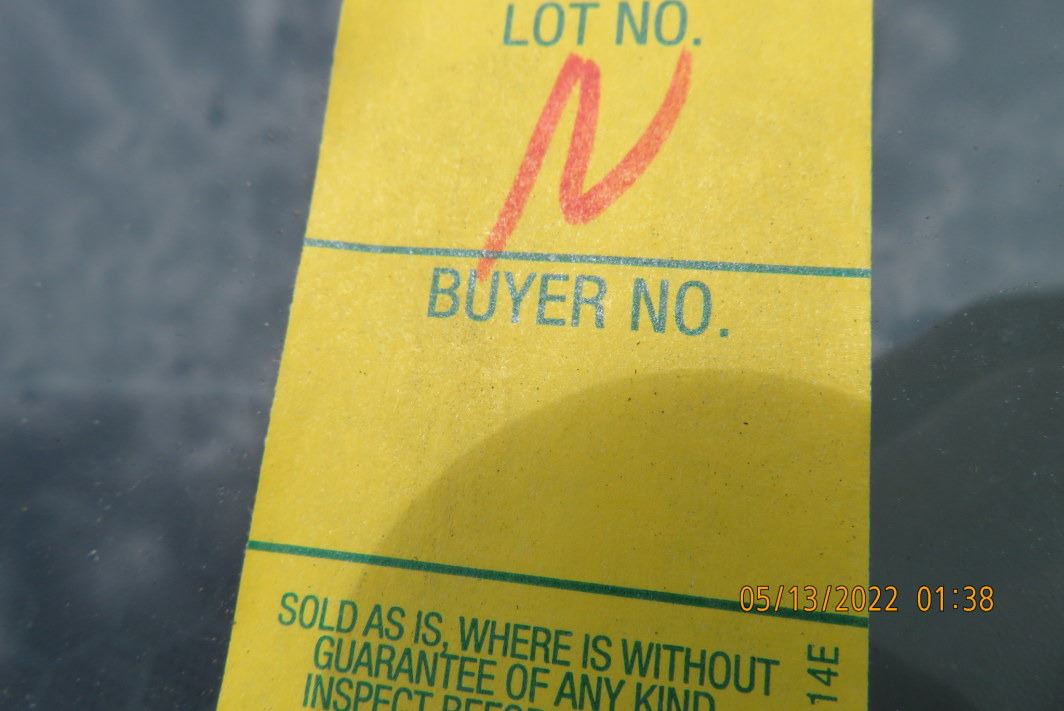 LOT NO.
N
BUYER NO.
SOLD AS IS, WHERE IS WITHOUT
GUARANTEE OF ANY KIND
INSPECT
14E
05/13/2022 01:38